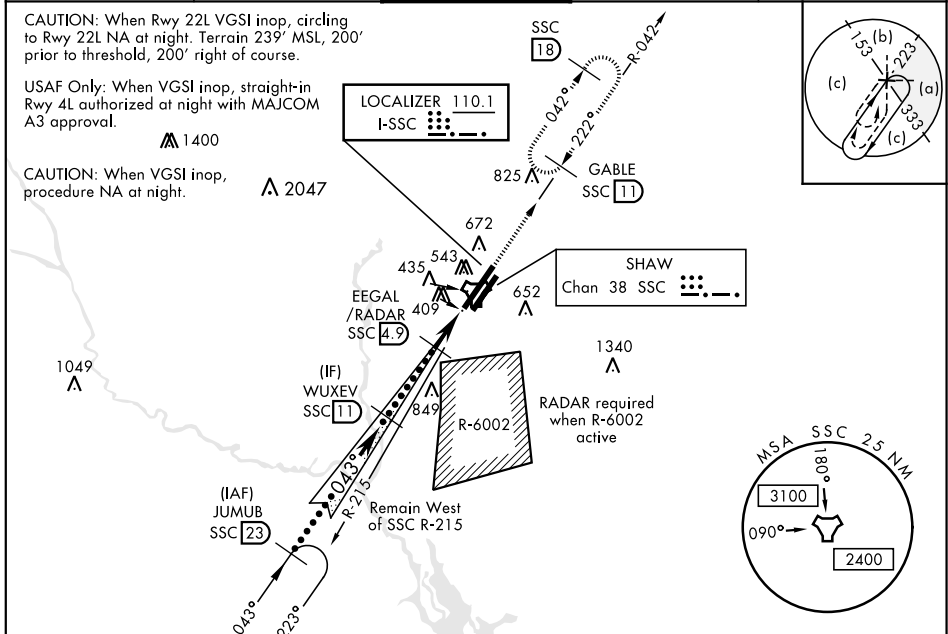 CAUTION: When Rwy 22L VGSI inop, circling
to Rwy 22L NA at night. Terrain 239' MSL, 200'
prior to threshold, 200' right of course.
USAF Only: When VGSI inop, straight-in
Rwy 4L authorized at night with MAJCOM
A3 approval.
1400
CAUTION: When VGSI inop,
procedure NA at night.
2047
LOCALIZER 110.1
I-SSC
SSC
18
R-042
042°
222°
GABLE
SSC 11
825
153
(b)
223
(c)
(a)
333
(c)
672
543
435
409
EEGAL
/RADAR
SSC 4.9
SHAW
Chan 38 SSC
652
1340
1049
(IF)
WUXEV
SSC 11
849
R-6002
RADAR required
when R-6002
active
043°
R-215
Remain West
of SSC R-215
(IAF)
JUMUB
SSC 23
043°
223°
MSA SSC 25 NM
180°
3100
090°
2400